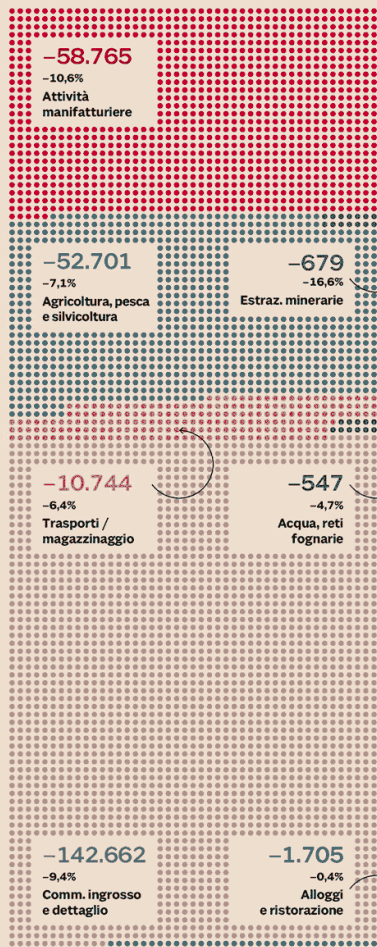 –58.765
–10,6%
Attività
manifatturiere
–52.701
–7,1%
Agricoltura, pesca
e silvicoltura
–679
–16,6%
Estraz. minerarie
–10.744
–6,4%
Trasporti /
magazzinaggio
–547
–4,7%
Acqua, reti
fognarie
–142.662
–9,4%
Comm. ingrosso
e dettaglio
–1.705
–0,4%
Alloggi
e ristorazione